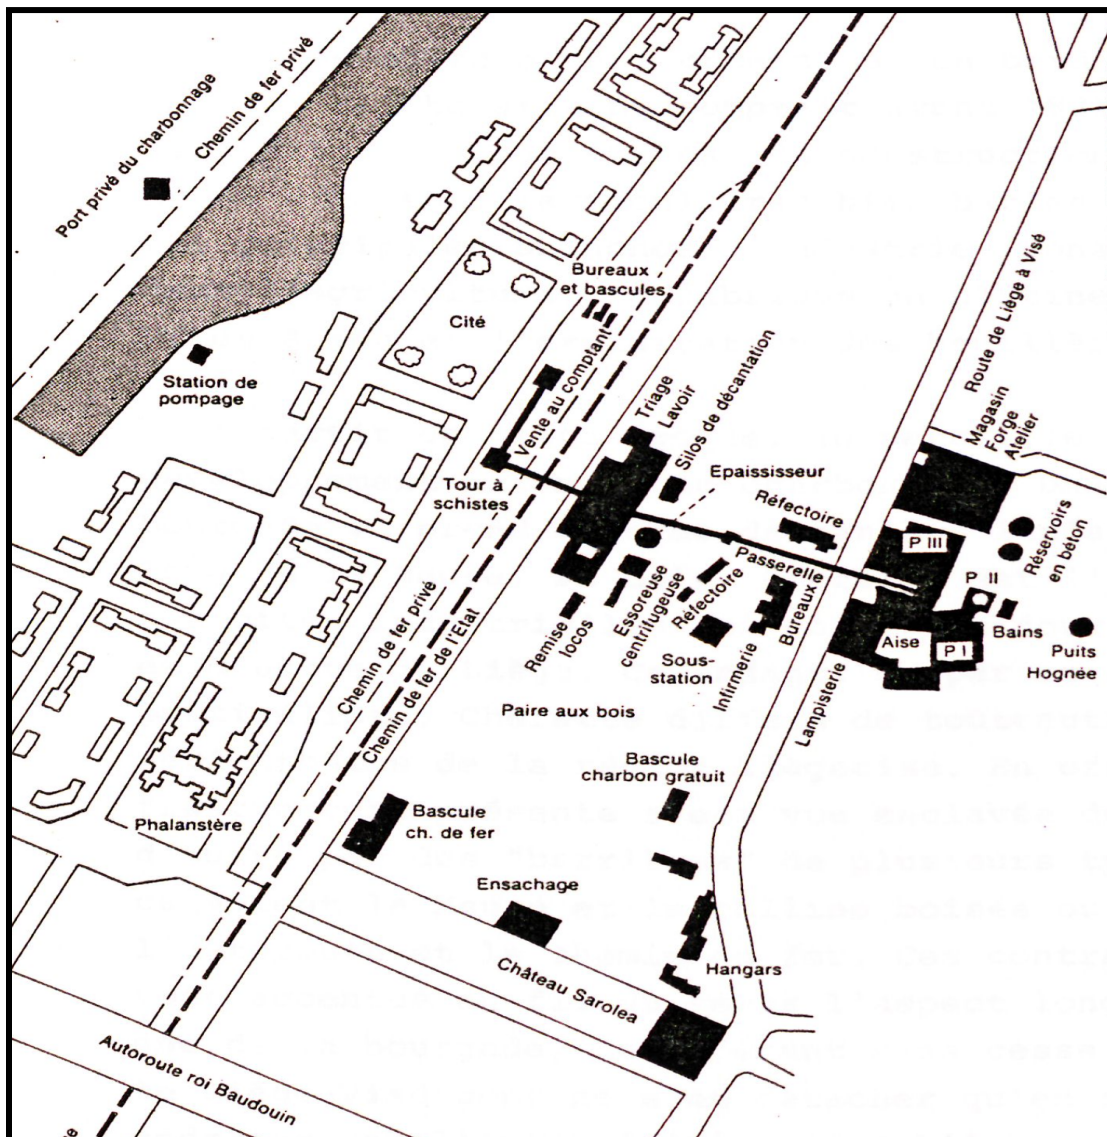 Port privé du charbonnage
Chemin de fer privé
Route de Liège à Visé
Bureaux
et bascules
Cité
Station de
pompage
Vente au comptant
Triage
Lavoir
Silos de décantation
Magasin
Forge
Atelier
Tour à
schistes
Epaississeur
Réfectoire
Réservoirs
en béton
P III
Passerelle
P II
Bains
Puits
Hognée
Aise
P I
Remise
locos
Essoreuse
centrifugeuse
Réfectoire
Sous-
station
Infirmerie
Bureaux
Lampisterie
Chemin de fer privé
Chemin de fer de l'Etat
Paire aux bois
Bascule
charbon gratuit
Phalanstère
Bascule
ch. de fer
Ensachage
Hangars
Château Sarolea
Autoroute roi Baudouin